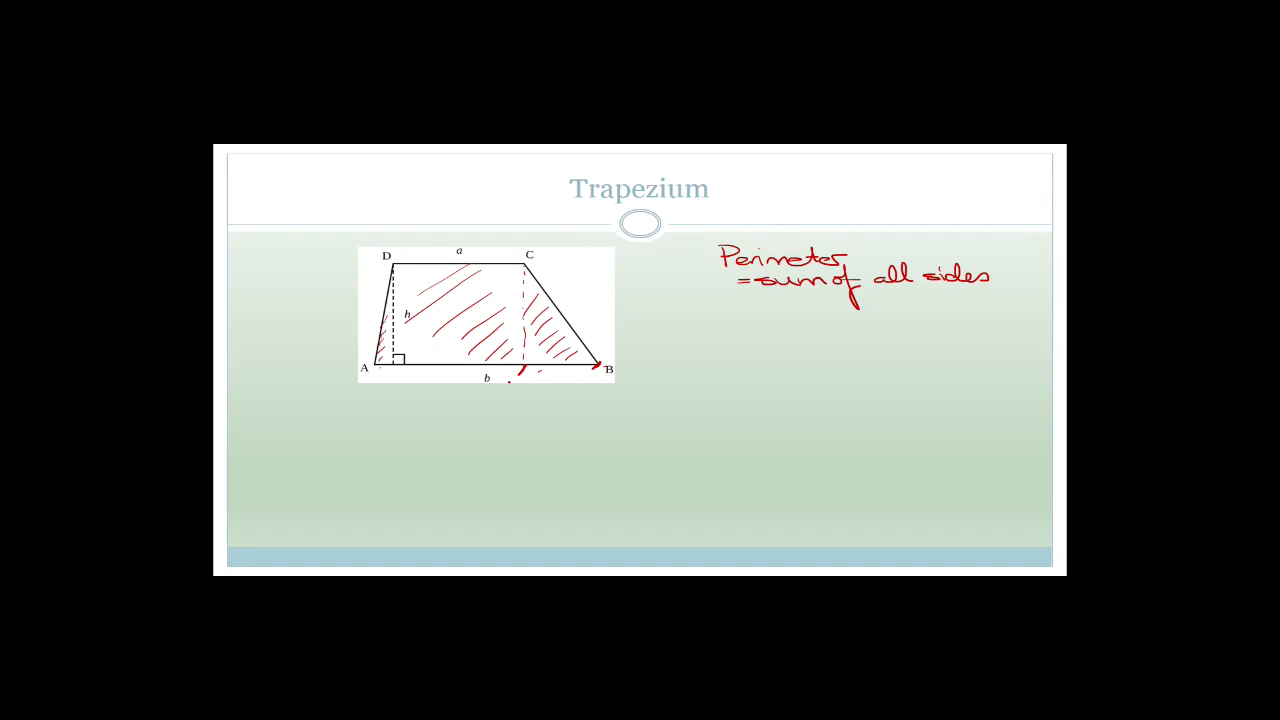 Trapezium
a
D
C
h
A
B
b
Perimeter
= sum of all sides